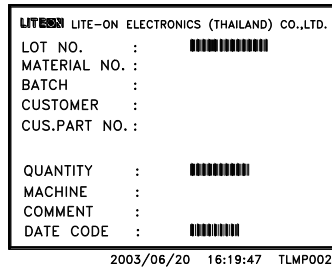 LITEON LITE-ON ELECTRONICS (THAILAND) CO.,LTD.
LOT NO. :
MATERIAL NO. :
BATCH :
CUSTOMER :
CUS.PART NO. :
QUANTITY :
MACHINE :
COMMENT :
DATE CODE :
2003/06/20 16:19:47 TLMP002